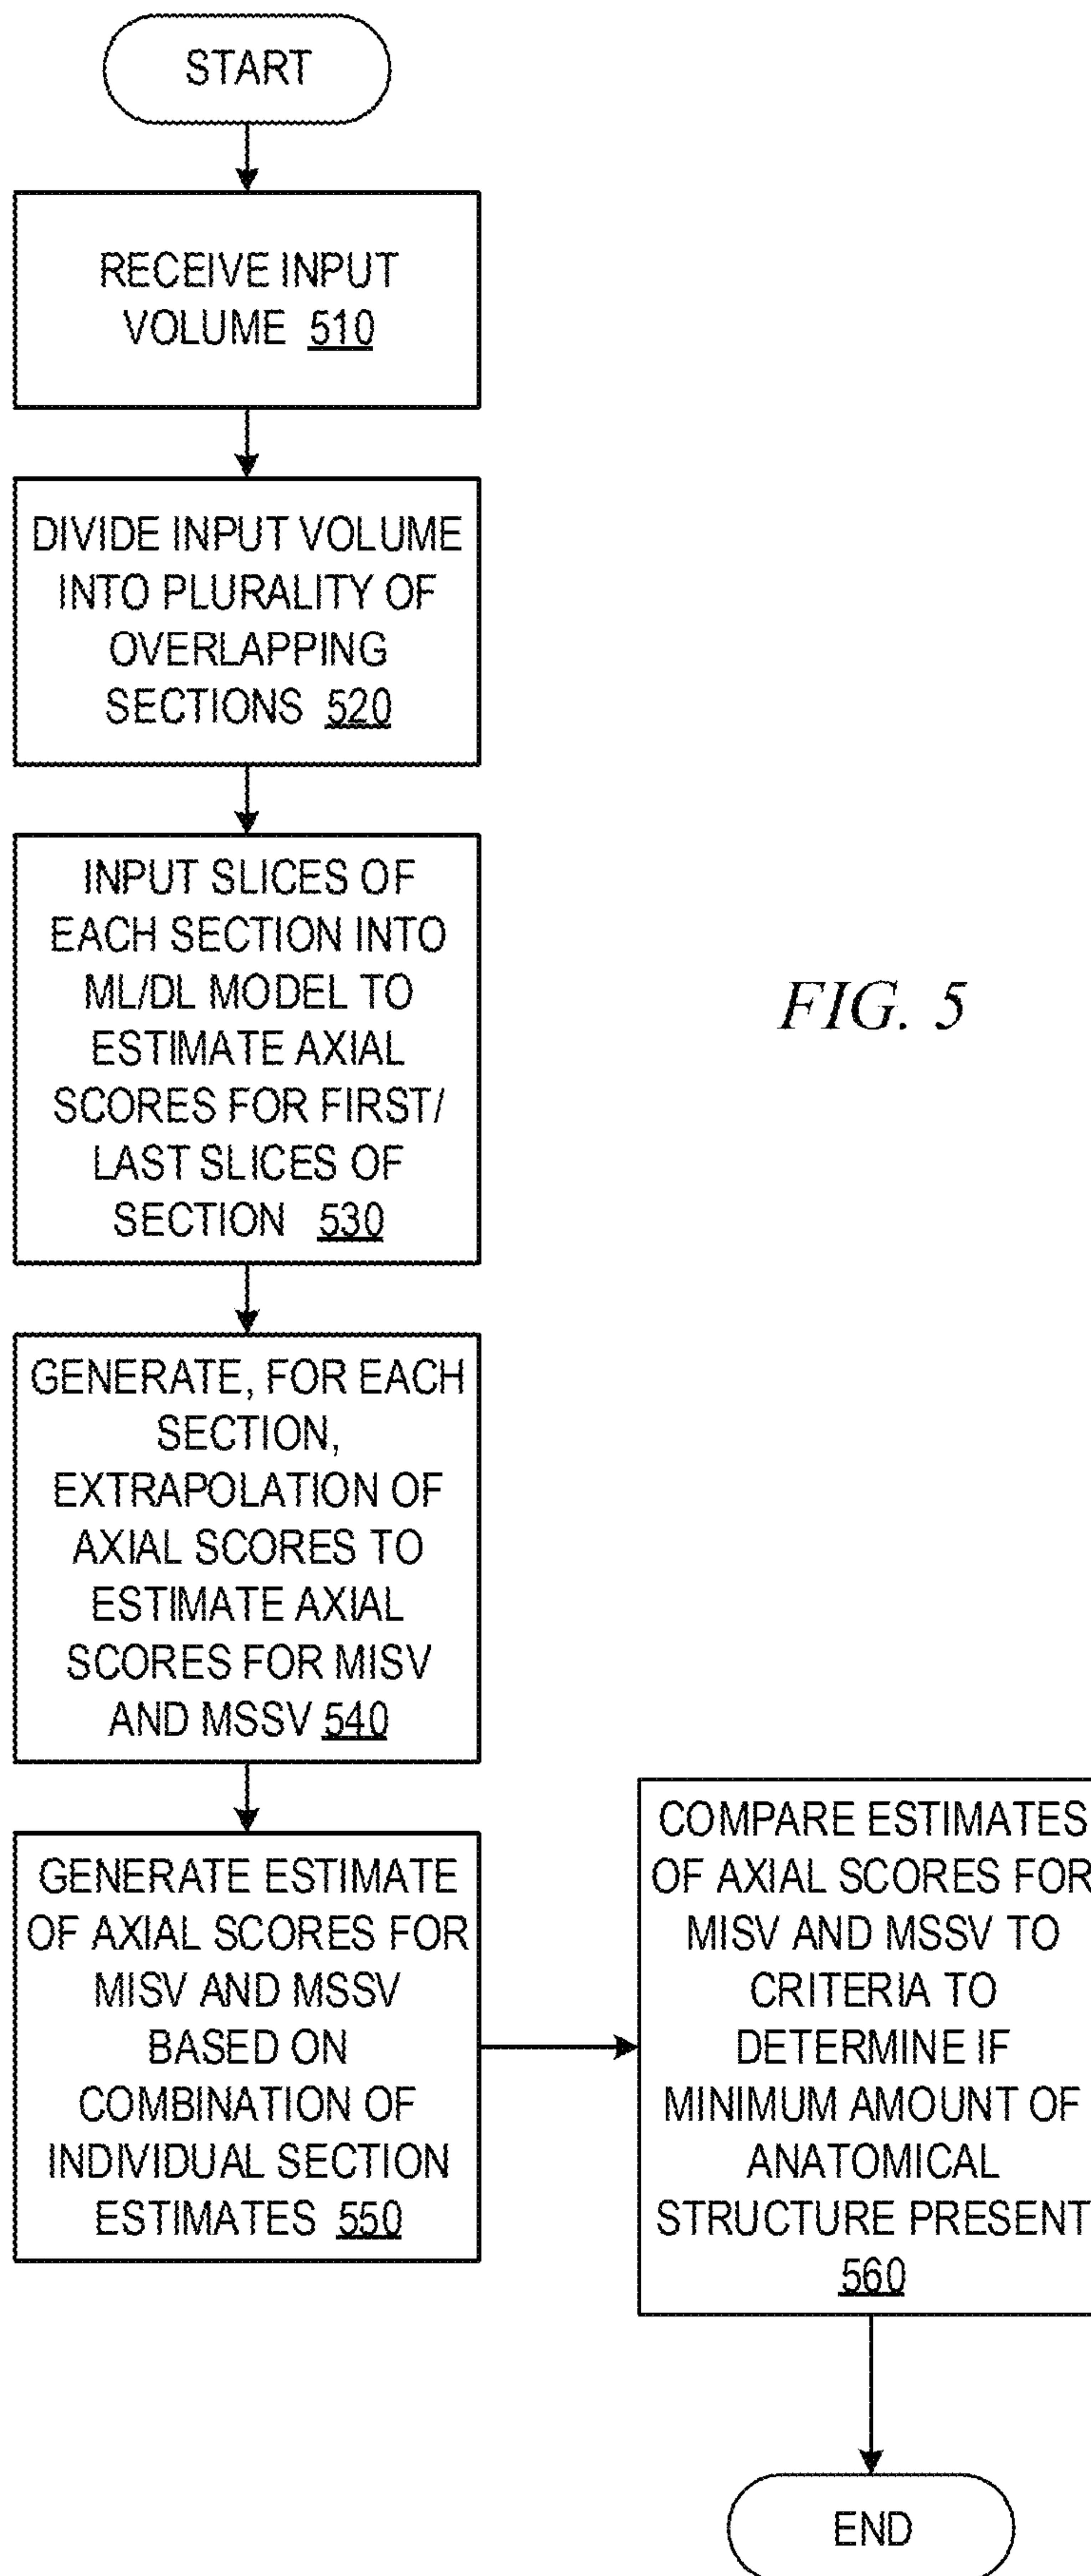 START
RECEIVE INPUT
VOLUME 510
DIVIDE INPUT VOLUME
INTO PLURALITY OF
OVERLAPPING
SECTIONS 520
INPUT SLICES OF
EACH SECTION INTO
ML/DL MODEL TO
ESTIMATE AXIAL
SCORES FOR FIRST/
LAST SLICES OF
SECTION 530
FIG. 5
GENERATE, FOR EACH
SECTION,
EXTRAPOLATION OF
AXIAL SCORES TO
ESTIMATE AXIAL
SCORES FOR MISV
AND MSSV 540
GENERATE ESTIMATE
OF AXIAL SCORES FOR
MISV AND MSSV
BASED ON
COMBINATION OF
INDIVIDUAL SECTION
ESTIMATES 550
COMPARE ESTIMATES
OF AXIAL SCORES FOR
MISV AND MSSV TO
CRITERIA TO
DETERMINE IF
MINIMUM AMOUNT OF
ANATOMICAL
STRUCTURE PRESENT
560
END